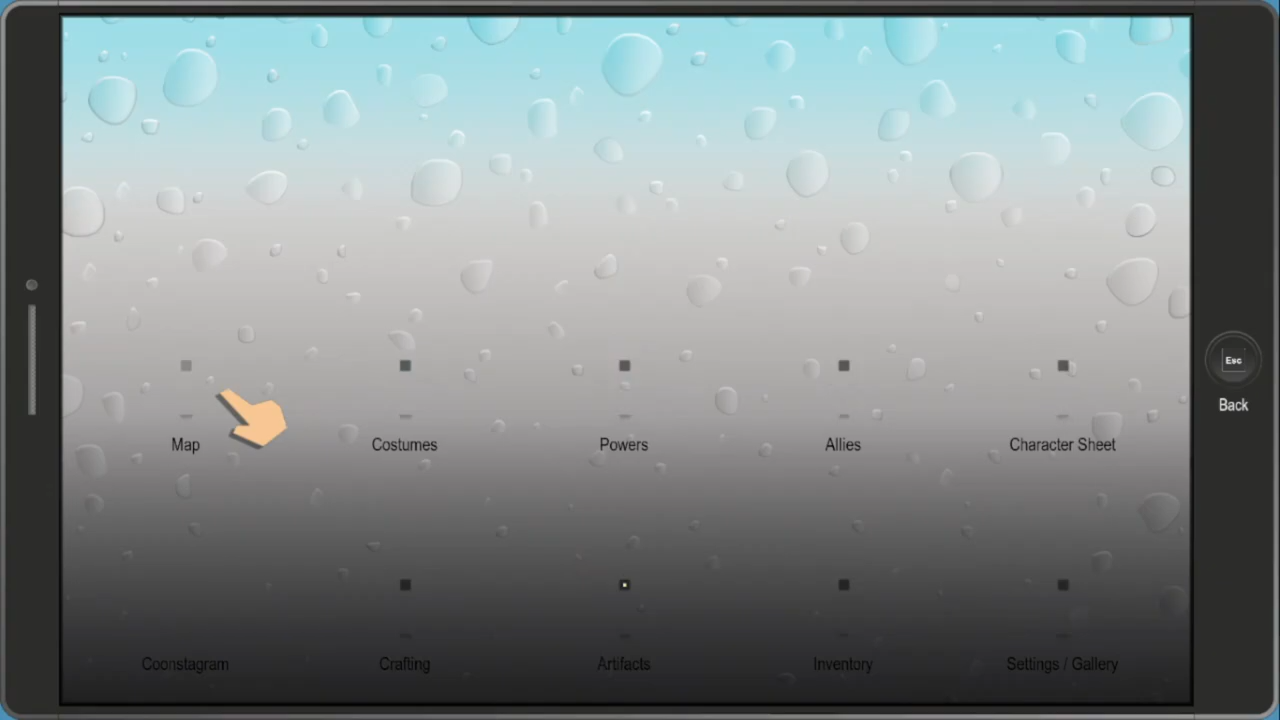 Esc
Back
Map
Costumes
Powers
Allies
Character Sheet
Coonstagram
Crafting
Artifacts
Inventory
Settings / Gallery